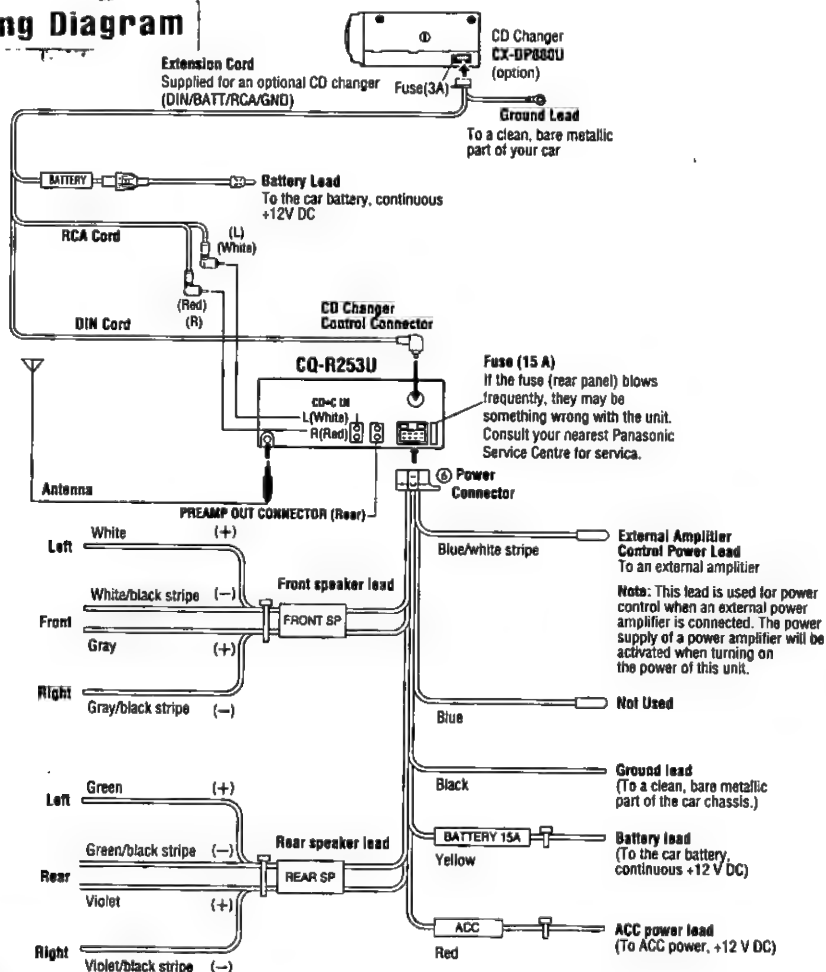 ng Diagram
CD Changer
CX-DP880U
(option)
Extension Cord
Supplied for an optional CD changer
(DIN/BATT/RCA/GND)
Fuse(3A)
Ground Lead
To a clean, bare metallic
part of your car
BATTERY
Battery Lead
To the car battery, continuous
+12V DC
RCA Cord
(L)
(White)
(Red)
(R)
DIN Cord
CD Changer
Control Connector
CQ-R253U
Fuse (15 A)
If the fuse (rear panel) blows
frequently, they may be
something wrong with the unit.
Consult your nearest Panasonic
Service Centre for servica.
CD•C IN
L(White)
R(Red)
Antenna
PREAMP OUT CONNECTOR (Rear)
⑥ Power
Connector
Left
White (+)
White/black stripe (−)
Front
Gray (+)
Right
Gray/black stripe (−)
Front speaker lead
FRONT SP
Blue/white stripe
External Amplifier
Control Power Lead
To an external amplifier
Note: This lead is used for power
control when an external power
amplifier is connected. The power
supply of a power amplifier will be
activated when turning on
the power of this unit.
Blue
Not Used
Black
Ground lead
(To a clean, bare metallic
part of the car chassis.)
Left
Green (+)
Green/black stripe (−)
Rear
Violet (+)
Right
Violet/black stripe (−)
Rear speaker lead
REAR SP
BATTERY 15A
Yellow
Battery lead
(To the car battery,
continuous +12 V DC)
ACC
Red
ACC power lead
(To ACC power, +12 V DC)